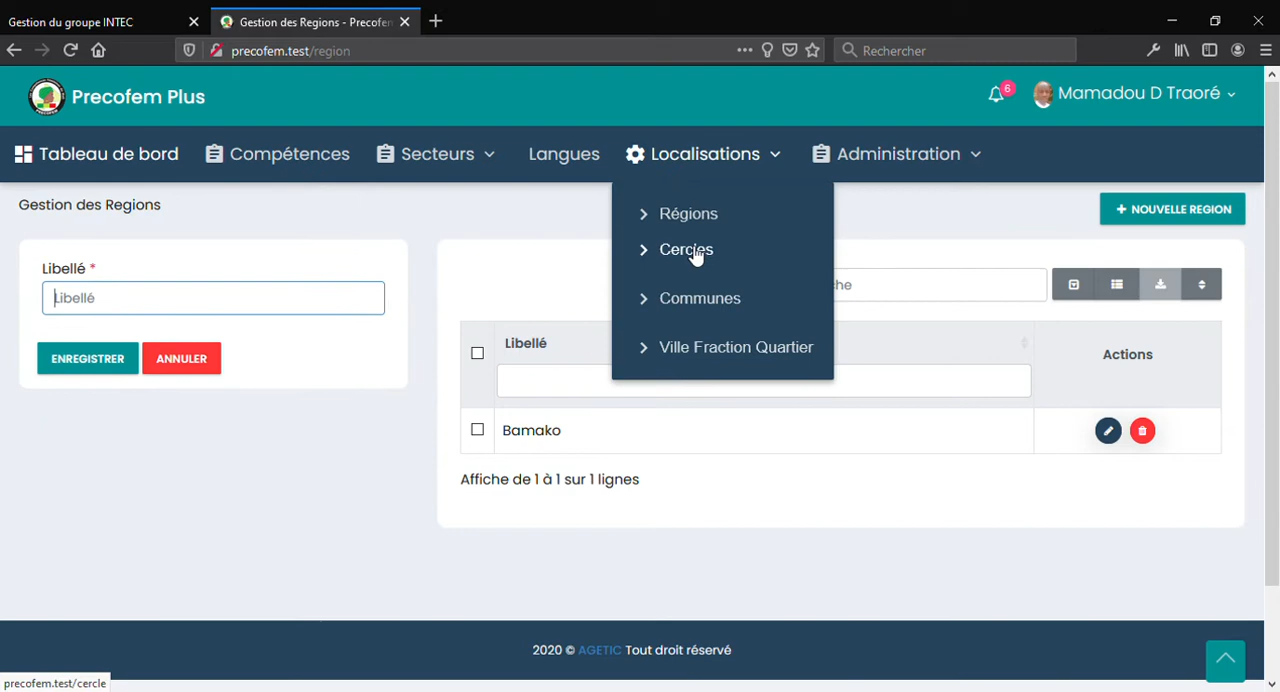 Gestion du groupe INTEC
Gestion des Regions - Precofem
precofem.test/region
Rechercher
Precofem Plus
6
Mamadou D Traoré
Tableau de bord
Compétences
Secteurs
Langues
Localisations
Administration
Régions
Cercles
Communes
Ville Fraction Quartier
Gestion des Regions
+ NOUVELLE REGION
Libellé *
Libellé
ENREGISTRER
ANNULER
che
Libellé
Actions
Bamako
Affiche de 1 à 1 sur 1 lignes
2020 © AGETIC Tout droit réservé
precofem.test/cercle